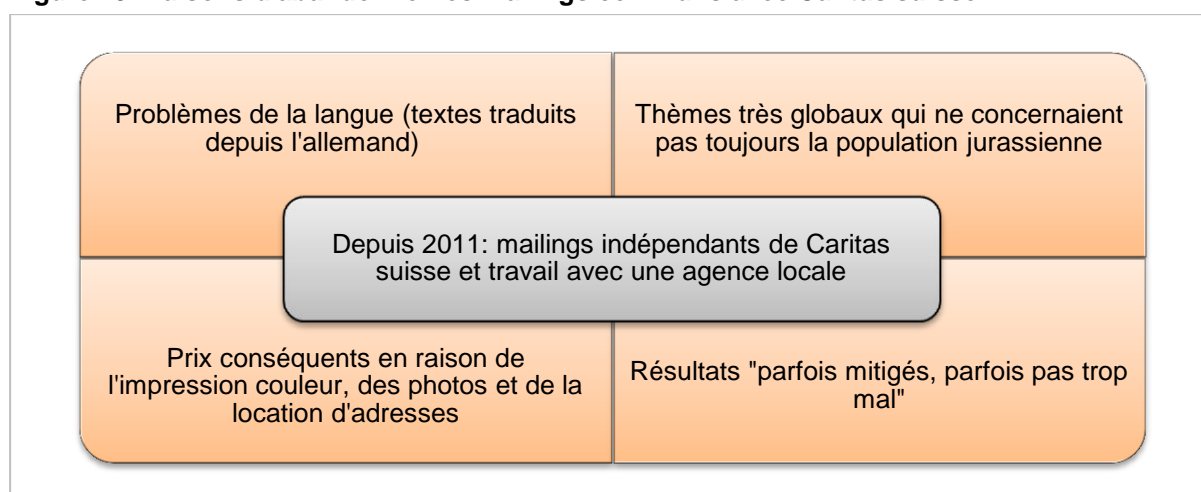 Problèmes de la langue (textes traduits
depuis l'allemand)
Thèmes très globaux qui ne concernaient
pas toujours la population jurassienne
Depuis 2011: mailings indépendants de Caritas
suisse et travail avec une agence locale
Prix conséquents en raison de
l'impression couleur, des photos et de la
location d'adresses
Résultats "parfois mitigés, parfois pas trop
mal"